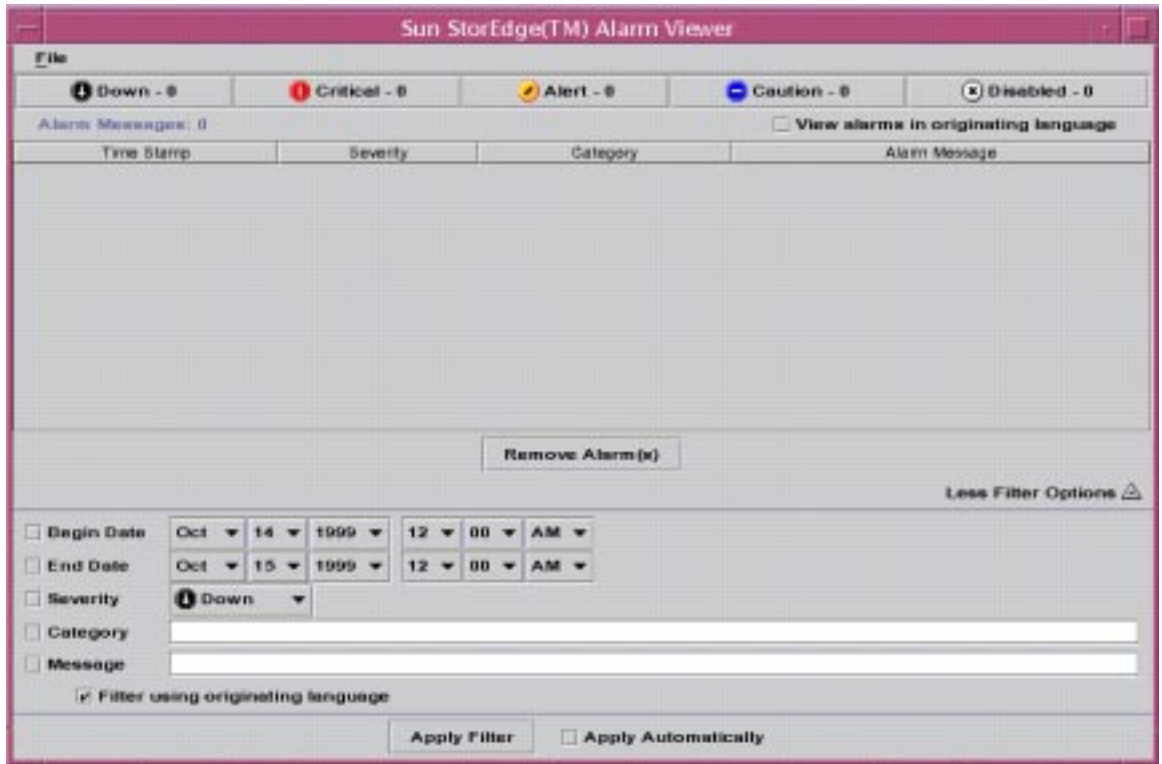 Sun StorEdge(TM) Alarm Viewer
File
Down - 0 Critical - 0 Alert - 0 Caution - 0 Disabled - 0
Alarm Messages: 0 View alarms in originating language
Time Stamp Severity Category Alarm Message
Remove Alarm(s)
Less Filter Options
Begin Date Oct 14 1999 12 00 AM
End Date Oct 15 1999 12 00 AM
Severity Down
Category
Message
Filter using originating language
Apply Filter Apply Automatically